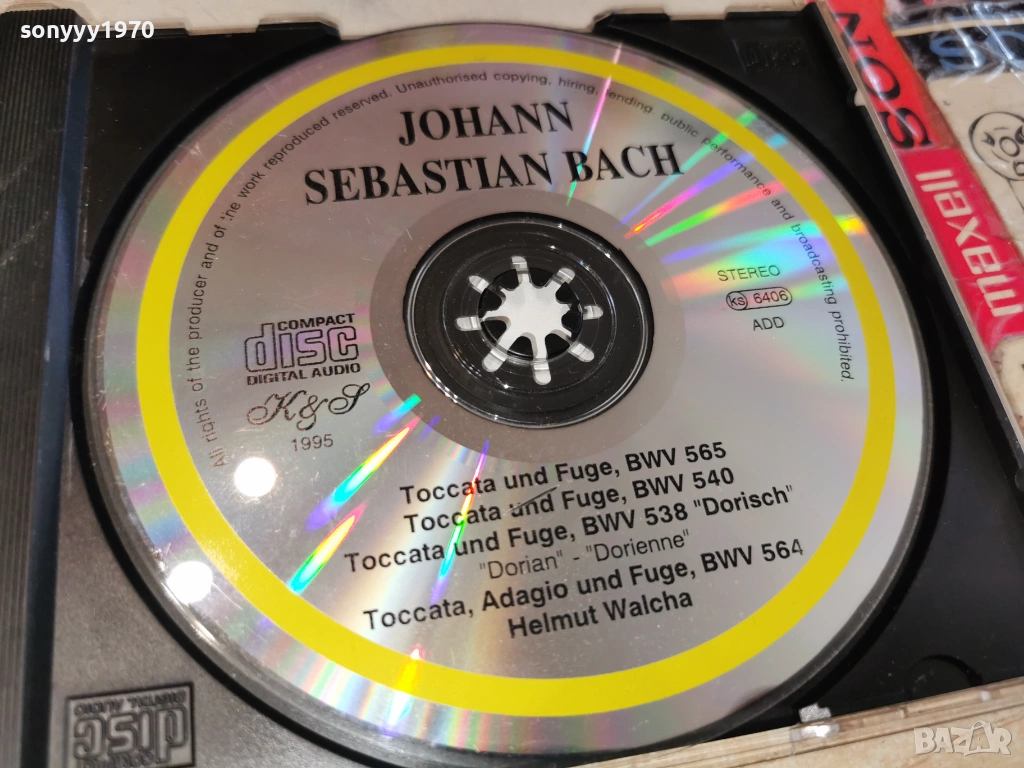 sonyyy1970
JOHANN
SEBASTIAN BACH
All rights of the producer and of the work reproduced reserved. Unauthorised copying, hiring, lending, public performance and broadcasting prohibited.
COMPACT
disc
DIGITAL AUDIO
K&S
1995
STEREO
ks 6406
ADD
Toccata und Fuge, BWV 565
Toccata und Fuge, BWV 540
Toccata und Fuge, BWV 538 "Dorisch"
"Dorian" - "Dorienne"
Toccata, Adagio und Fuge, BWV 564
Helmut Walcha
disc
maxell
BAZAR